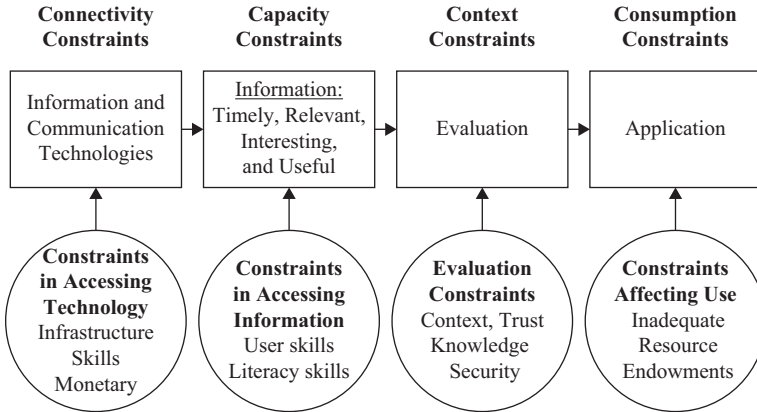 Connectivity
Constraints
Capacity
Constraints
Context
Constraints
Consumption
Constraints
Information and
Communication
Technologies
Information:
Timely, Relevant,
Interesting,
and Useful
Evaluation
Application
Constraints
in Accessing
Technology
Infrastructure
Skills
Monetary
Constraints
in Accessing
Information
User skills
Literacy skills
Evaluation
Constraints
Context, Trust
Knowledge
Security
Constraints
Affecting Use
Inadequate
Resource
Endowments